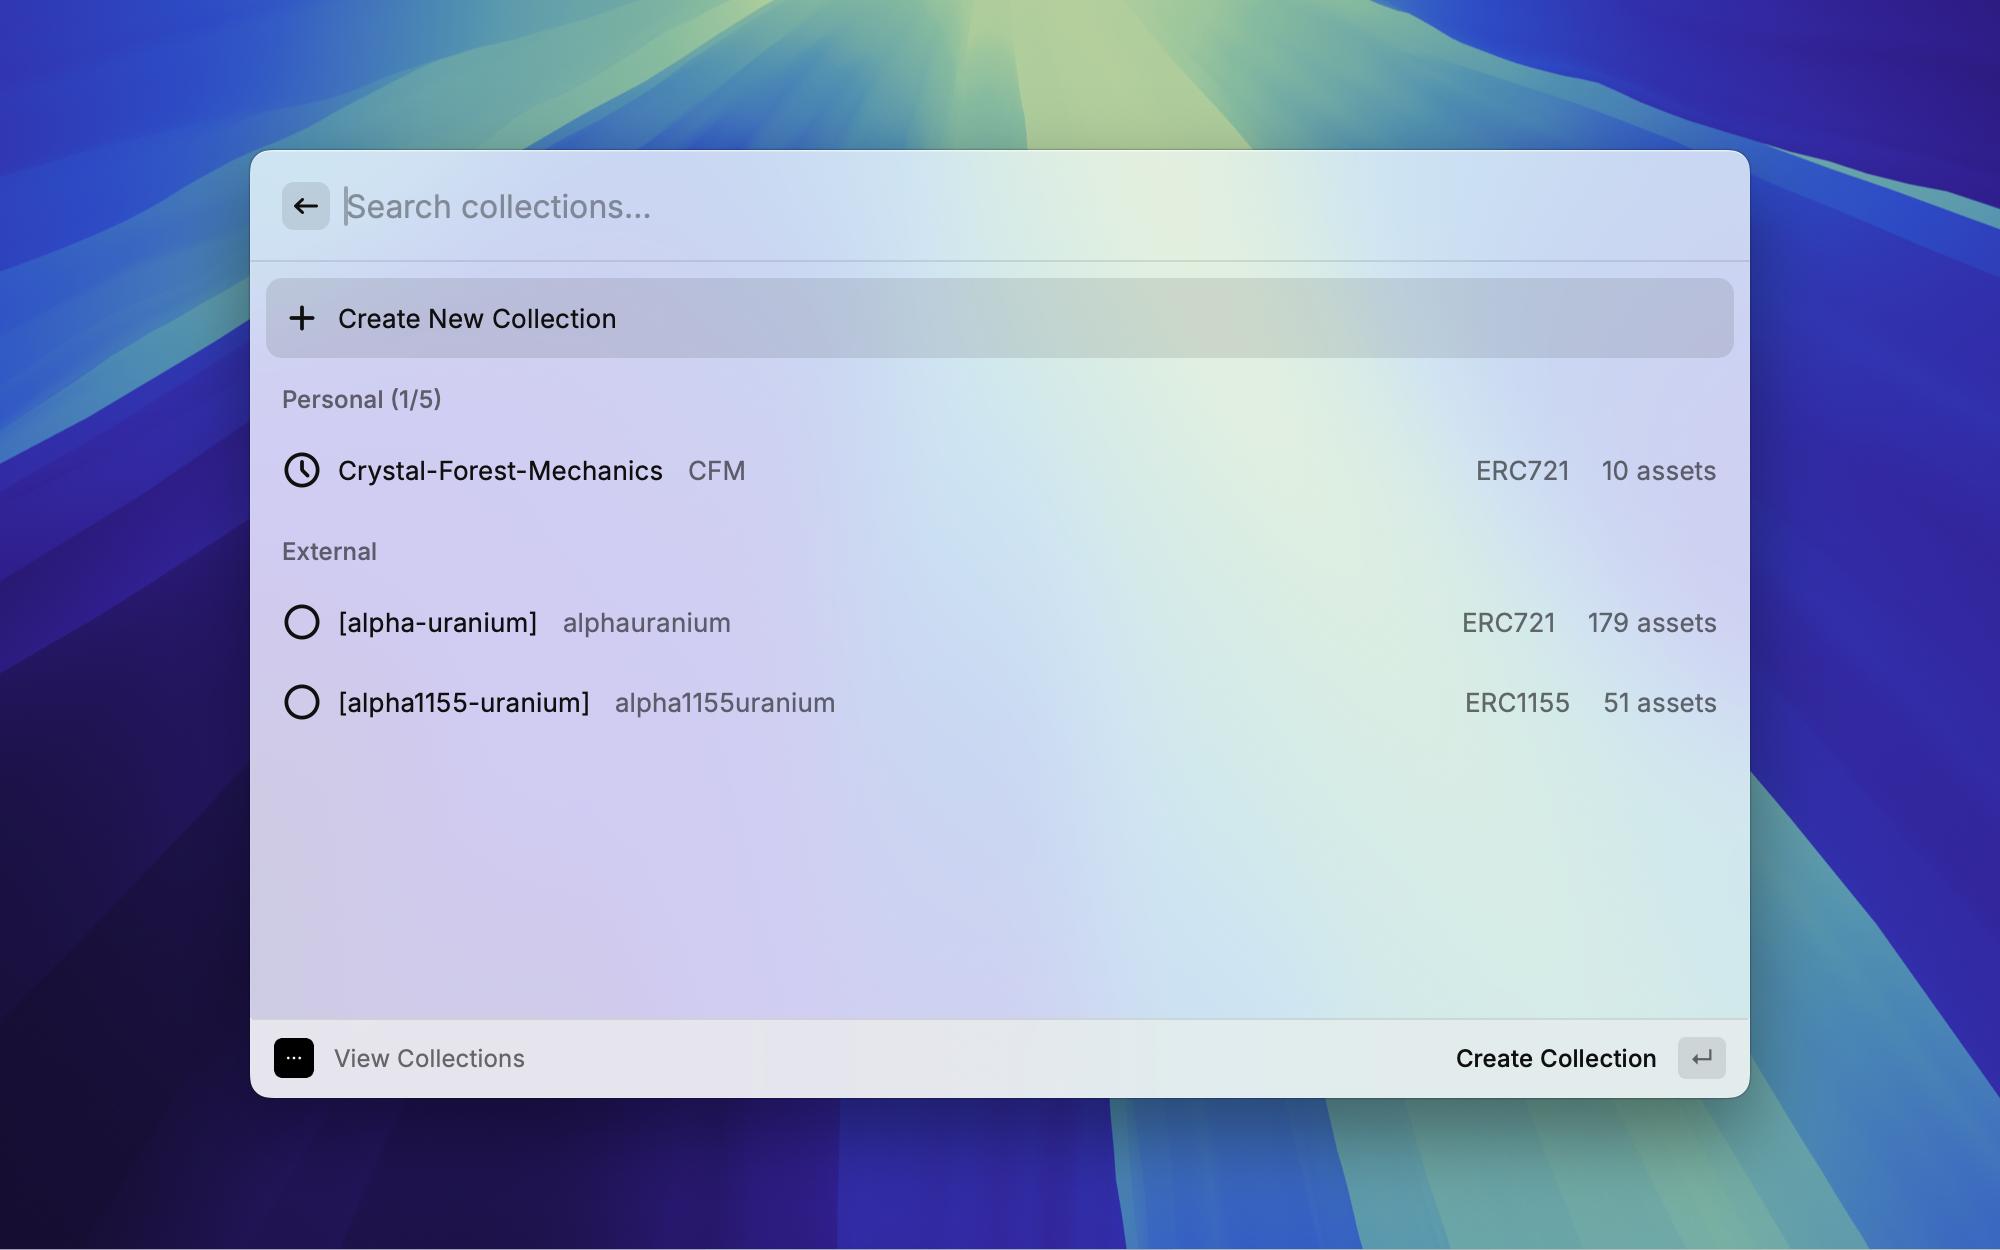 Search collections...
Create New Collection
Personal (1/5)
Crystal-Forest-Mechanics CFM ERC721 10 assets
External
[alpha-uranium] alphauranium ERC721 179 assets
[alpha1155-uranium] alpha1155uranium ERC1155 51 assets
View Collections Create Collection